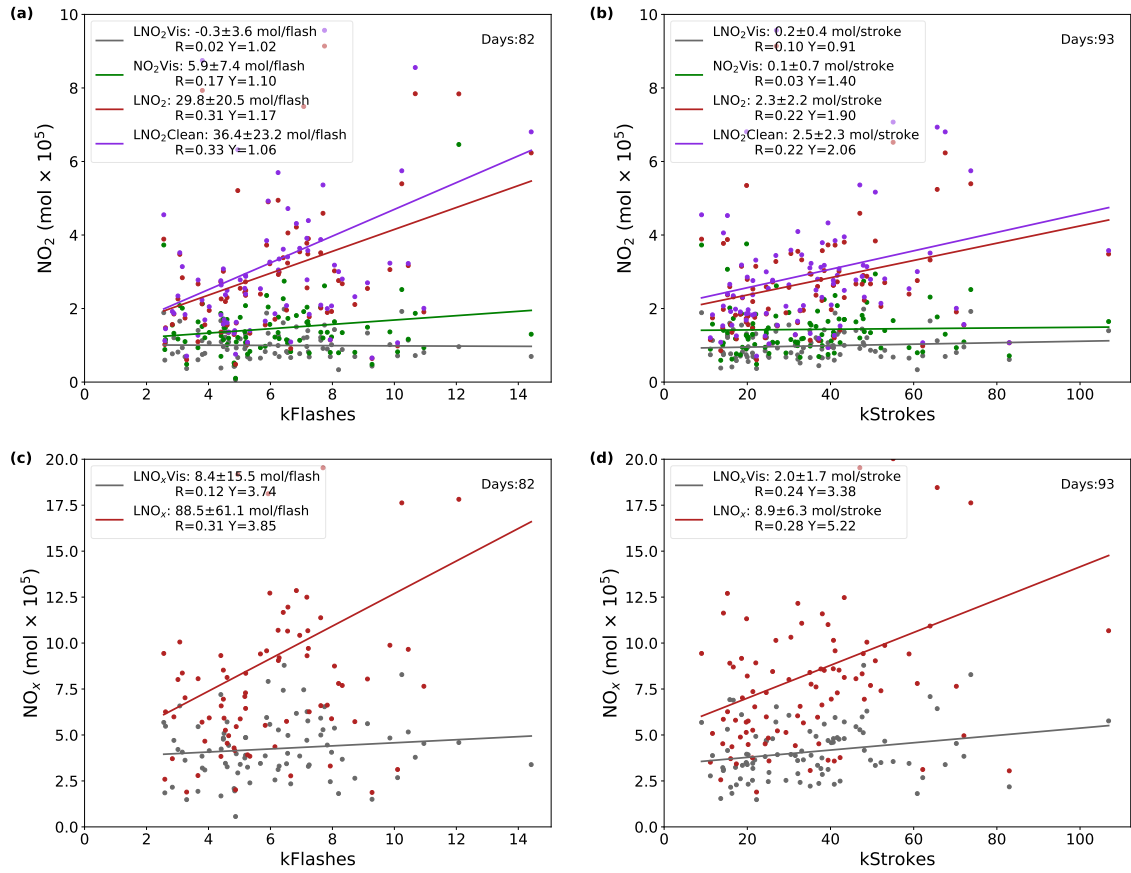 (a)
LNO₂Vis: -0.3±3.6 mol/flash
R=0.02 Y=1.02
NO₂Vis: 5.9±7.4 mol/flash
R=0.17 Y=1.10
LNO₂: 29.8±20.5 mol/flash
R=0.31 Y=1.17
LNO₂Clean: 36.4±23.2 mol/flash
R=0.33 Y=1.06
Days:82
NO₂ (mol × 10⁵)
10
8
6
4
2
0
0 2 4 6 8 10 12 14
kFlashes
(b)
LNO₂Vis: 0.2±0.4 mol/stroke
R=0.10 Y=0.91
NO₂Vis: 0.1±0.7 mol/stroke
R=0.03 Y=1.40
LNO₂: 2.3±2.2 mol/stroke
R=0.22 Y=1.90
LNO₂Clean: 2.5±2.3 mol/stroke
R=0.22 Y=2.06
Days:93
NO₂ (mol × 10⁵)
10
8
6
4
2
0
0 20 40 60 80 100
kStrokes
(c)
LNOₓVis: 8.4±15.5 mol/flash
R=0.12 Y=3.74
LNOₓ: 88.5±61.1 mol/flash
R=0.31 Y=3.85
Days:82
NOₓ (mol × 10⁵)
20.0
17.5
15.0
12.5
10.0
7.5
5.0
2.5
0.0
0 2 4 6 8 10 12 14
kFlashes
(d)
LNOₓVis: 2.0±1.7 mol/stroke
R=0.24 Y=3.38
LNOₓ: 8.9±6.3 mol/stroke
R=0.28 Y=5.22
Days:93
NOₓ (mol × 10⁵)
20.0
17.5
15.0
12.5
10.0
7.5
5.0
2.5
0.0
0 20 40 60 80 100
kStrokes